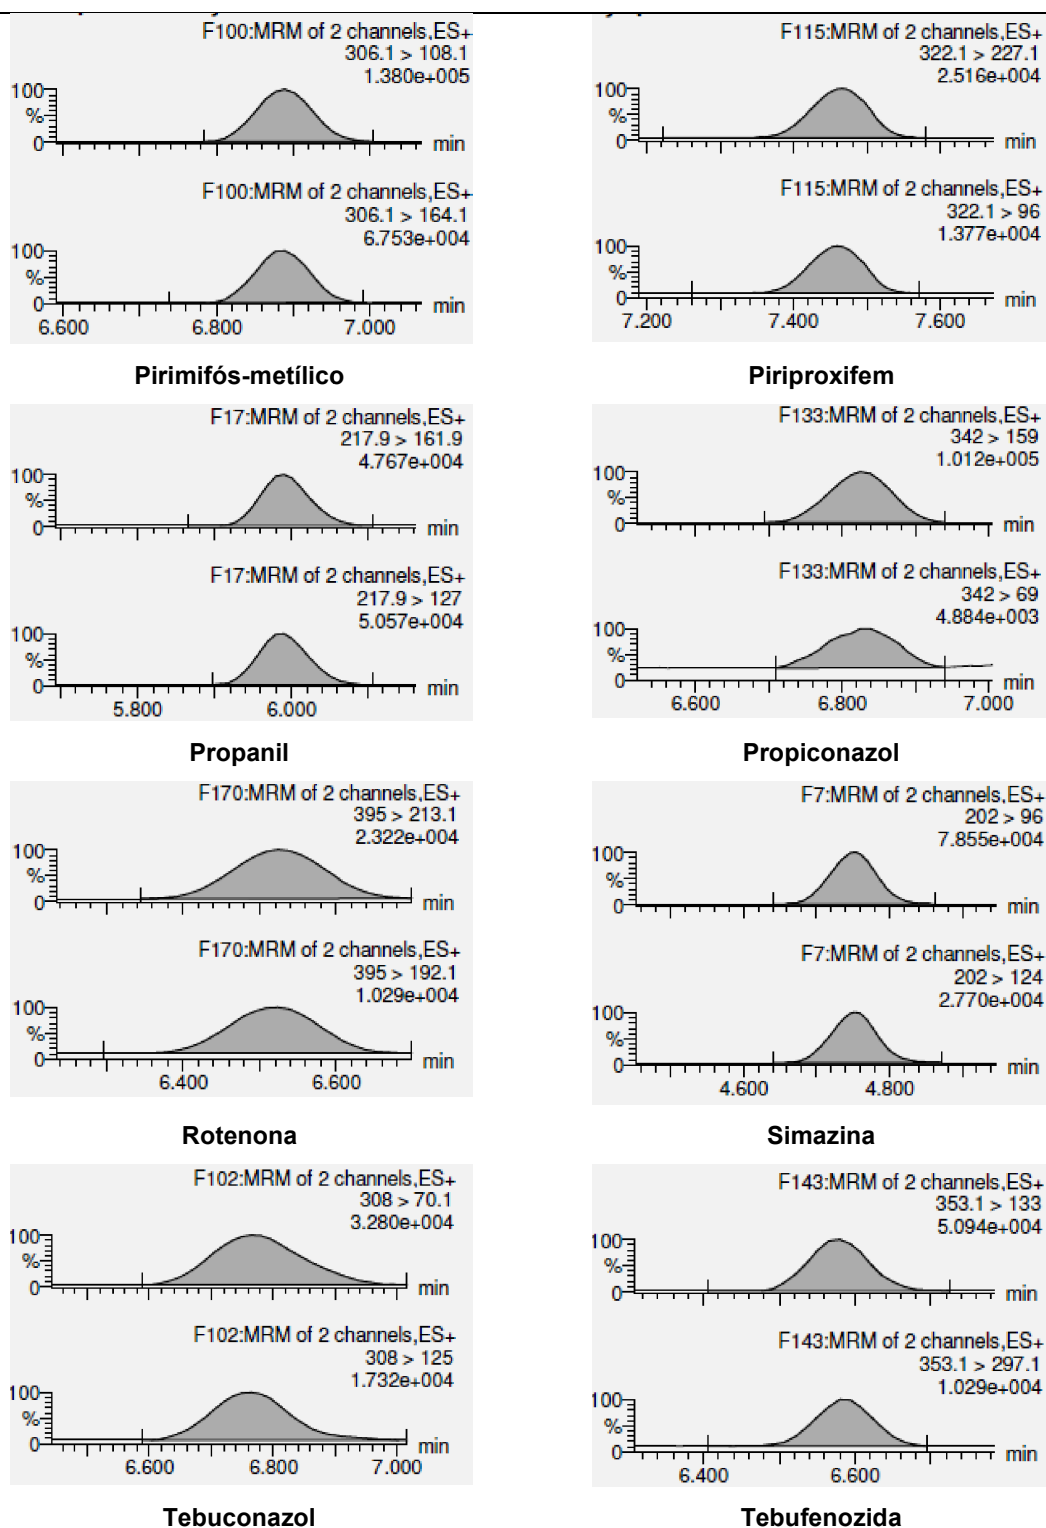 F100:MRM of 2 channels,ES+
306.1 > 108.1
1.380e+005
100
%
0
min
F100:MRM of 2 channels,ES+
306.1 > 164.1
6.753e+004
100
%
0
min
6.600 6.800 7.000
Pirimifós-metílico
F115:MRM of 2 channels,ES+
322.1 > 227.1
2.516e+004
100
%
0
min
F115:MRM of 2 channels,ES+
322.1 > 96
1.377e+004
100
%
0
min
7.200 7.400 7.600
Piriproxifem
F17:MRM of 2 channels,ES+
217.9 > 161.9
4.767e+004
100
%
0
min
F17:MRM of 2 channels,ES+
217.9 > 127
5.057e+004
100
%
0
min
5.800 6.000
Propanil
F133:MRM of 2 channels,ES+
342 > 159
1.012e+005
100
%
0
min
F133:MRM of 2 channels,ES+
342 > 69
4.884e+003
100
%
0
min
6.600 6.800 7.000
Propiconazol
F170:MRM of 2 channels,ES+
395 > 213.1
2.322e+004
100
%
0
min
F170:MRM of 2 channels,ES+
395 > 192.1
1.029e+004
100
%
0
min
6.400 6.600
Rotenona
F7:MRM of 2 channels,ES+
202 > 96
7.855e+004
100
%
0
min
F7:MRM of 2 channels,ES+
202 > 124
2.770e+004
100
%
0
min
4.600 4.800
Simazina
F102:MRM of 2 channels,ES+
308 > 70.1
3.280e+004
100
%
0
min
F102:MRM of 2 channels,ES+
308 > 125
1.732e+004
100
%
0
min
6.600 6.800 7.000
Tebuconazol
F143:MRM of 2 channels,ES+
353.1 > 133
5.094e+004
100
%
0
min
F143:MRM of 2 channels,ES+
353.1 > 297.1
1.029e+004
100
%
0
min
6.400 6.600
Tebufenozida